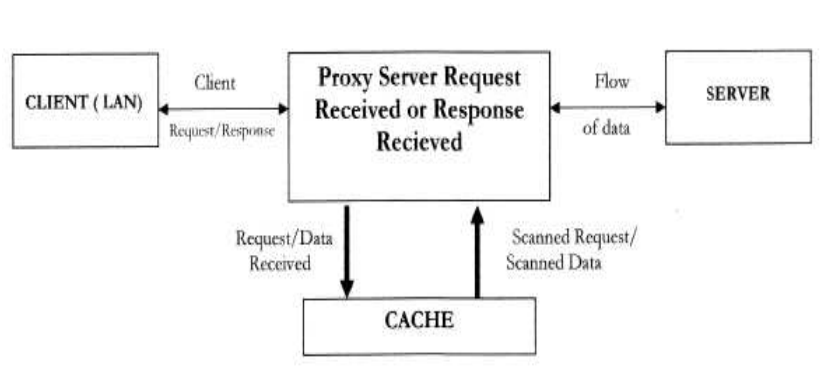 CLIENT ( LAN)
Client
Request/Response
Proxy Server Request
Received or Response
Recieved
Flow
of data
SERVER
Request/Data
Received
Scanned Request/
Scanned Data
CACHE